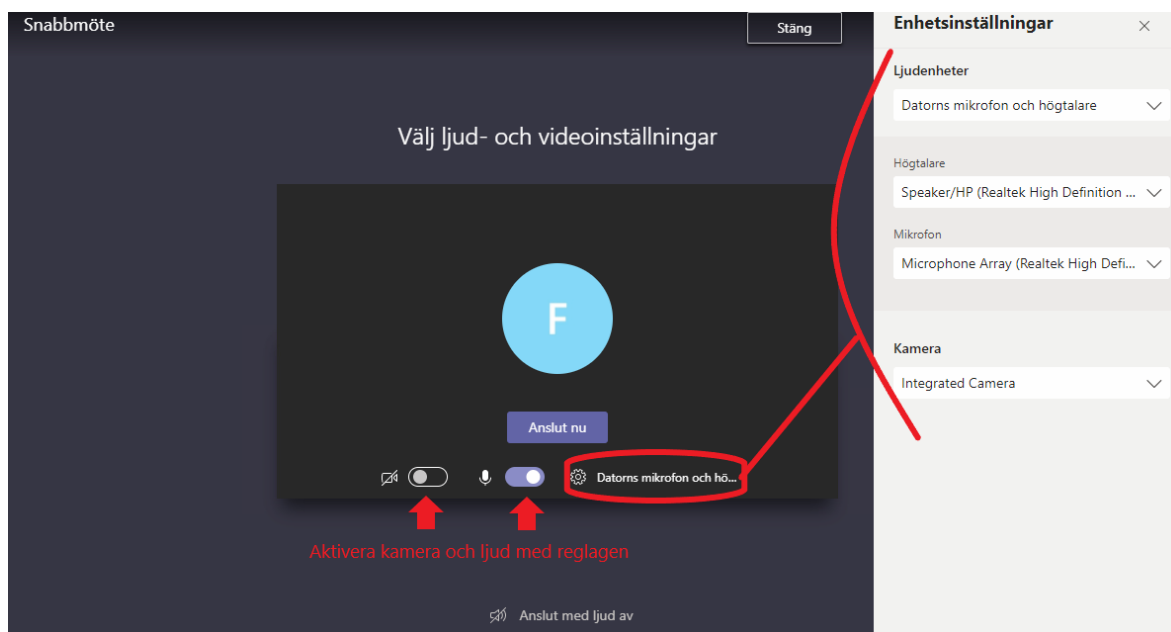 Snabbmöte
Stäng
Välj ljud- och videoinställningar
F
Anslut nu
Datorns mikrofon och hö...
Aktivera kamera och ljud med reglagen
Anslut med ljud av
Enhetsinställningar
Ljudenheter
Datorns mikrofon och högtalare
Högtalare
Speaker/HP (Realtek High Definition ...
Mikrofon
Microphone Array (Realtek High Defi...
Kamera
Integrated Camera